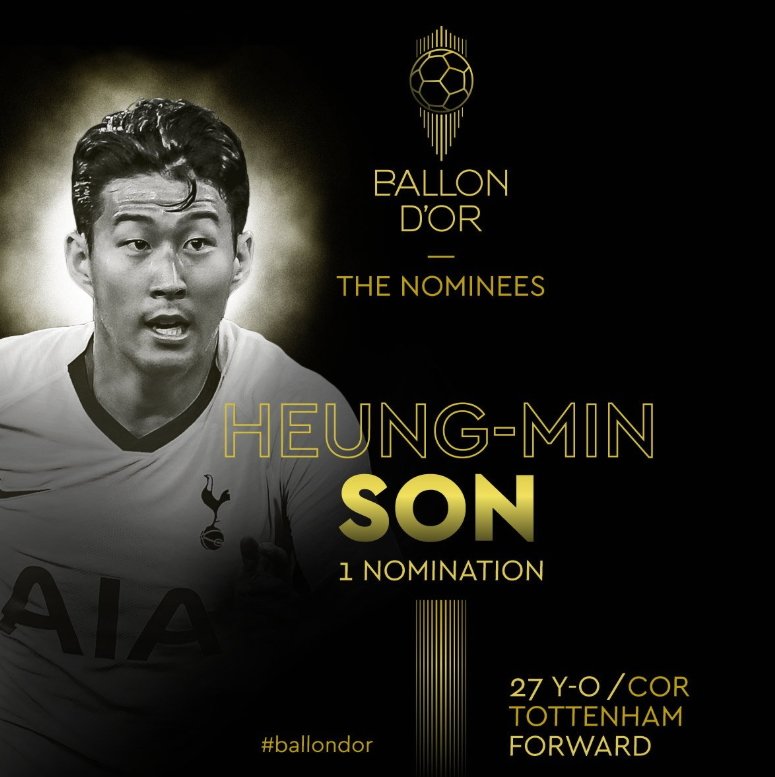 BALLON
D'OR
THE NOMINEES
HEUNG-MIN
SON
1 NOMINATION
AIA
27 Y-O /COR
TOTTENHAM
FORWARD
#ballondor